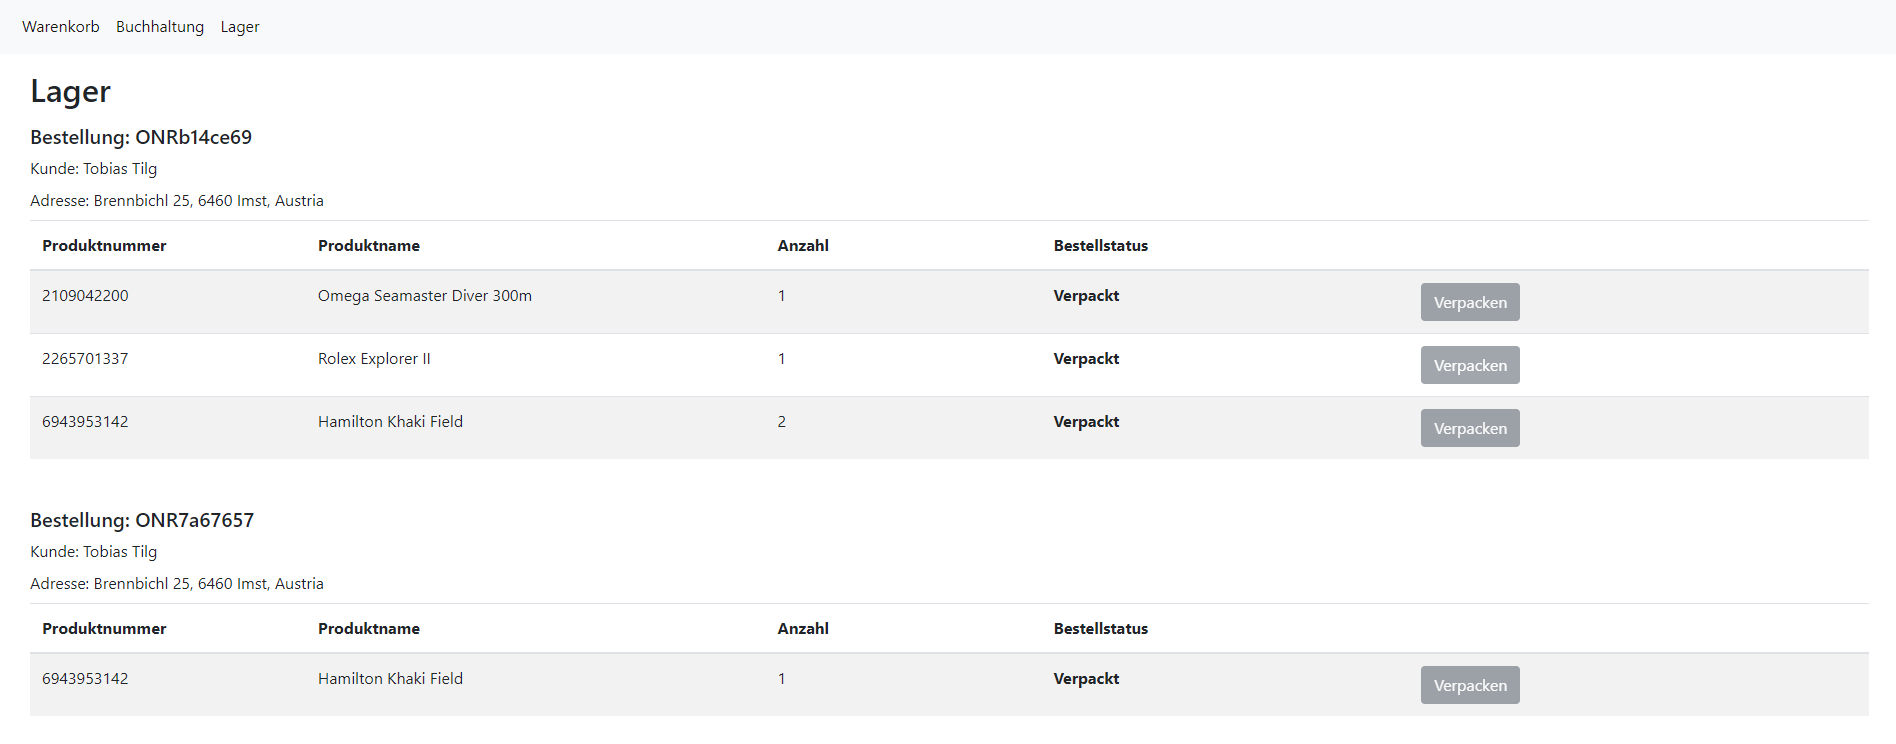 Warenkorb Buchhaltung Lager
Lager
Bestellung: ONRb14ce69
Kunde: Tobias Tilg
Adresse: Brennbichl 25, 6460 Imst, Austria
Produktnummer Produktname Anzahl Bestellstatus
2109042200 Omega Seamaster Diver 300m 1 Verpackt Verpacken
2265701337 Rolex Explorer II 1 Verpackt Verpacken
6943953142 Hamilton Khaki Field 2 Verpackt Verpacken
Bestellung: ONR7a67657
Kunde: Tobias Tilg
Adresse: Brennbichl 25, 6460 Imst, Austria
Produktnummer Produktname Anzahl Bestellstatus
6943953142 Hamilton Khaki Field 1 Verpackt Verpacken